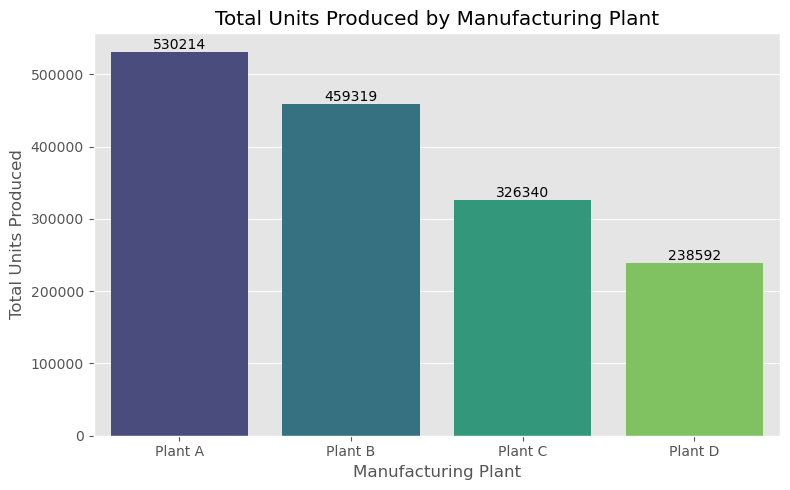 Total Units Produced by Manufacturing Plant
530214
459319
326340
238592
500000
400000
300000
200000
100000
0
Total Units Produced
Plant A
Plant B
Plant C
Plant D
Manufacturing Plant